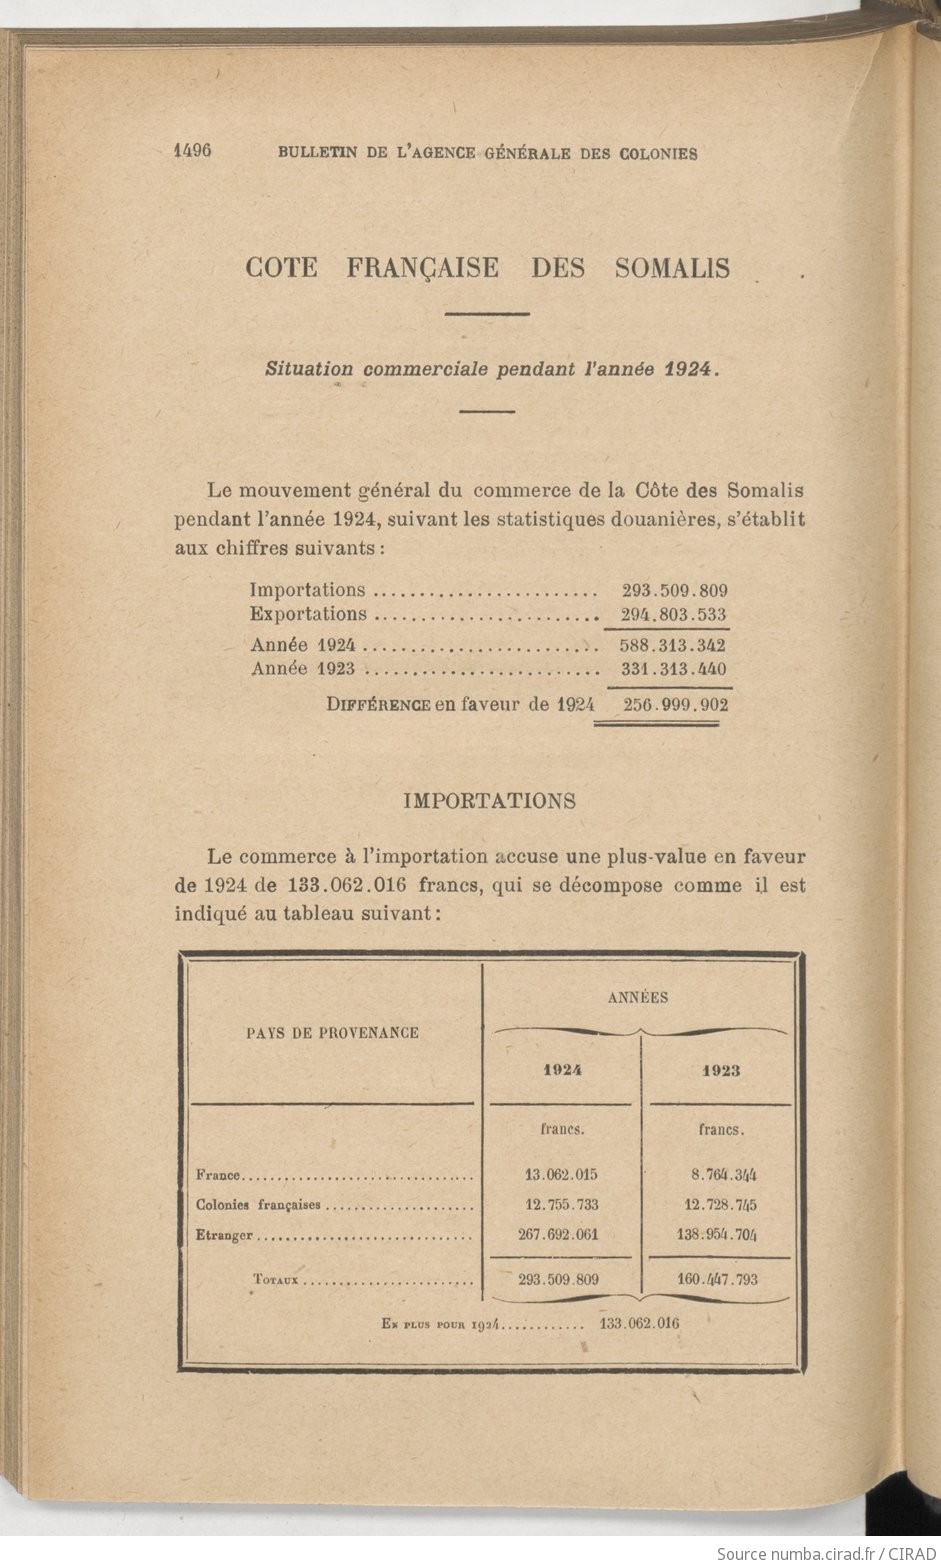 1496 BULLETIN DE L'AGENCE GÉNÉRALE DES COLONIES
COTE FRANÇAISE DES SOMALIS
Situation commerciale pendant l'année 1924.
Le mouvement général du commerce de la Côte des Somalis
pendant l'année 1924, suivant les statistiques douanières, s'établit
aux chiffres suivants :
Importations ........................ 293.509.809
Exportations ........................ 294.803.533
Année 1924 .......................... 588.313.342
Année 1923 .......................... 331.313.440
DIFFÉRENCE en faveur de 1924 256.999.902
IMPORTATIONS
Le commerce à l'importation accuse une plus-value en faveur
de 1924 de 133.062.016 francs, qui se décompose comme il est
indiqué au tableau suivant :
ANNÉES
PAYS DE PROVENANCE
1924 1923
francs. francs.
France................................ 13.062.015 8.764.344
Colonies françaises ..................... 12.755.733 12.728.745
Etranger .............................. 267.692.061 138.954.704
TOTAUX ........................ 293.509.809 160.447.793
EN PLUS POUR 1924............ 133.062.016
Source numba.cirad.fr / CIRAD